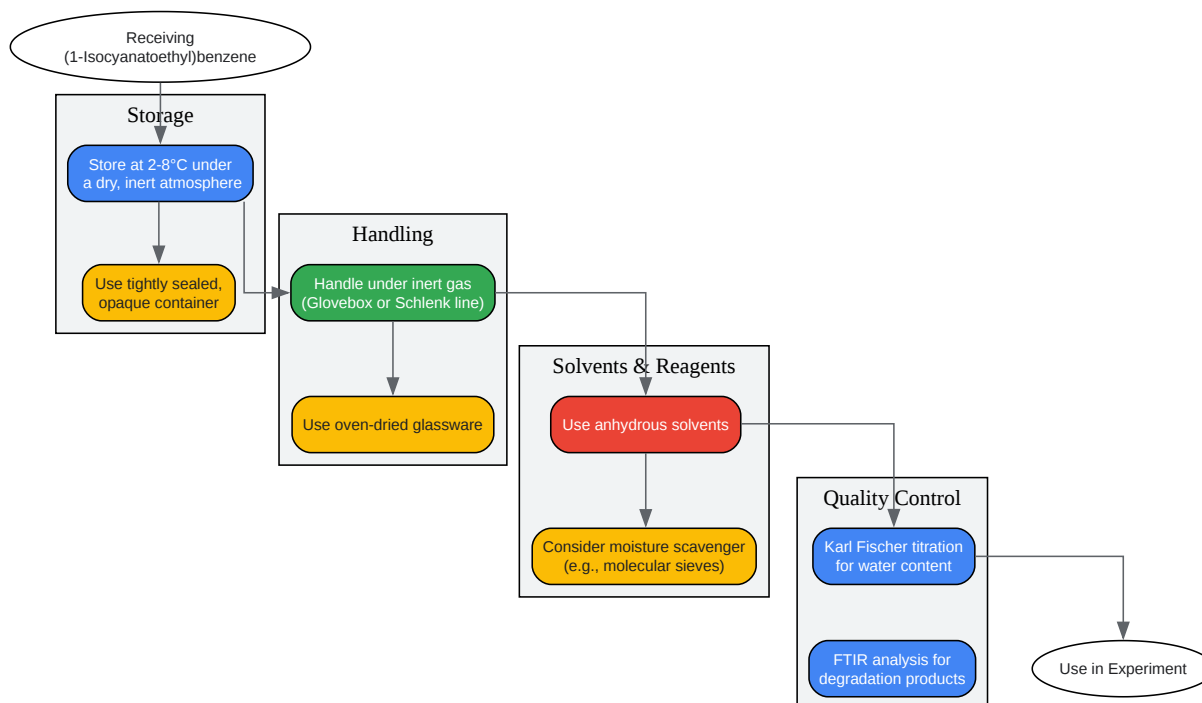 Receiving
(1-Isocyanatoethyl)benzene
Storage
Store at 2-8°C under
a dry, inert atmosphere
Use tightly sealed,
opaque container
Handling
Handle under inert gas
(Glovebox or Schlenk line)
Use oven-dried glassware
Solvents & Reagents
Use anhydrous solvents
Consider moisture scavenger
(e.g., molecular sieves)
Quality Control
Karl Fischer titration
for water content
FTIR analysis for
degradation products
Use in Experiment